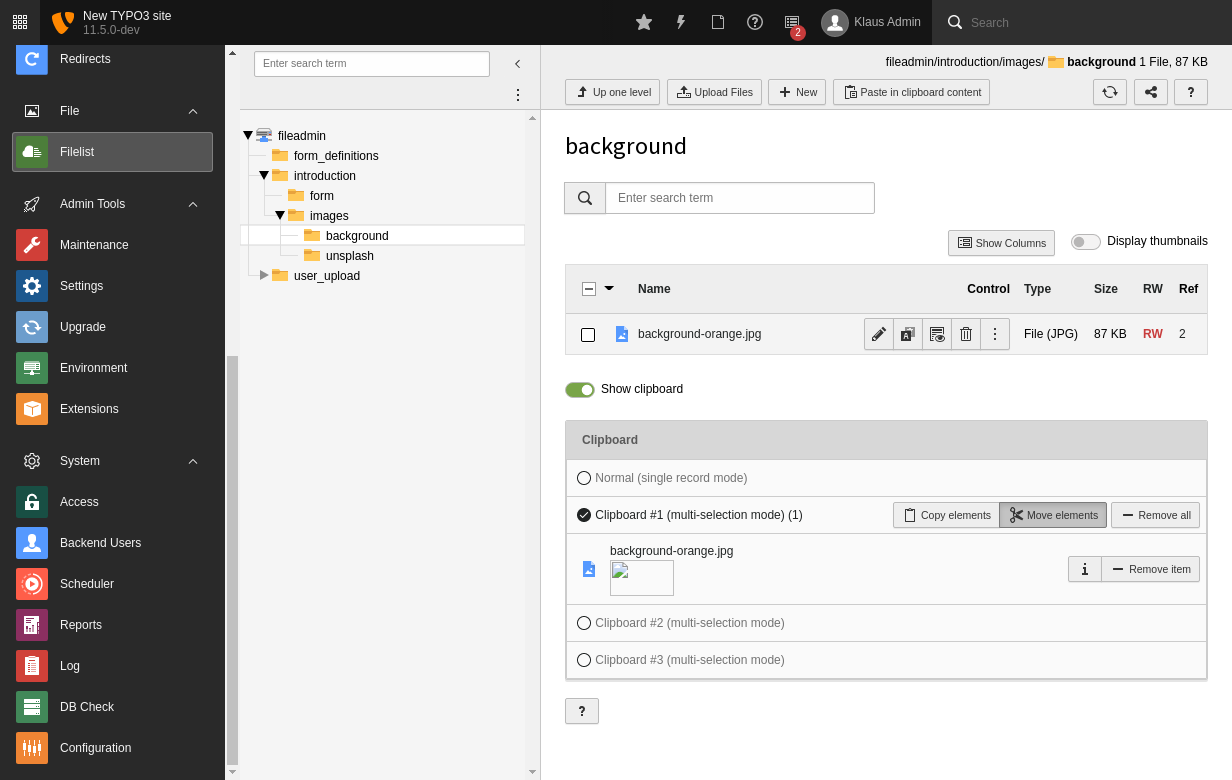 New TYPO3 site
11.5.0-dev
2
Klaus Admin
Search
Redirects
File
Filelist
Admin Tools
Maintenance
Settings
Upgrade
Environment
Extensions
System
Access
Backend Users
Scheduler
Reports
Log
DB Check
Configuration
Enter search term
fileadmin
form_definitions
introduction
form
images
background
unsplash
user_upload
fileadmin/introduction/images/ background 1 File, 87 KB
Up one level Upload Files New Paste in clipboard content ?
background
Enter search term
Show Columns Display thumbnails
Name Control Type Size RW Ref
background-orange.jpg A File (JPG) 87 KB RW 2
Show clipboard
Clipboard
Normal (single record mode)
Clipboard #1 (multi-selection mode) (1) Copy elements Move elements Remove all
background-orange.jpg
i Remove item
Clipboard #2 (multi-selection mode)
Clipboard #3 (multi-selection mode)
?